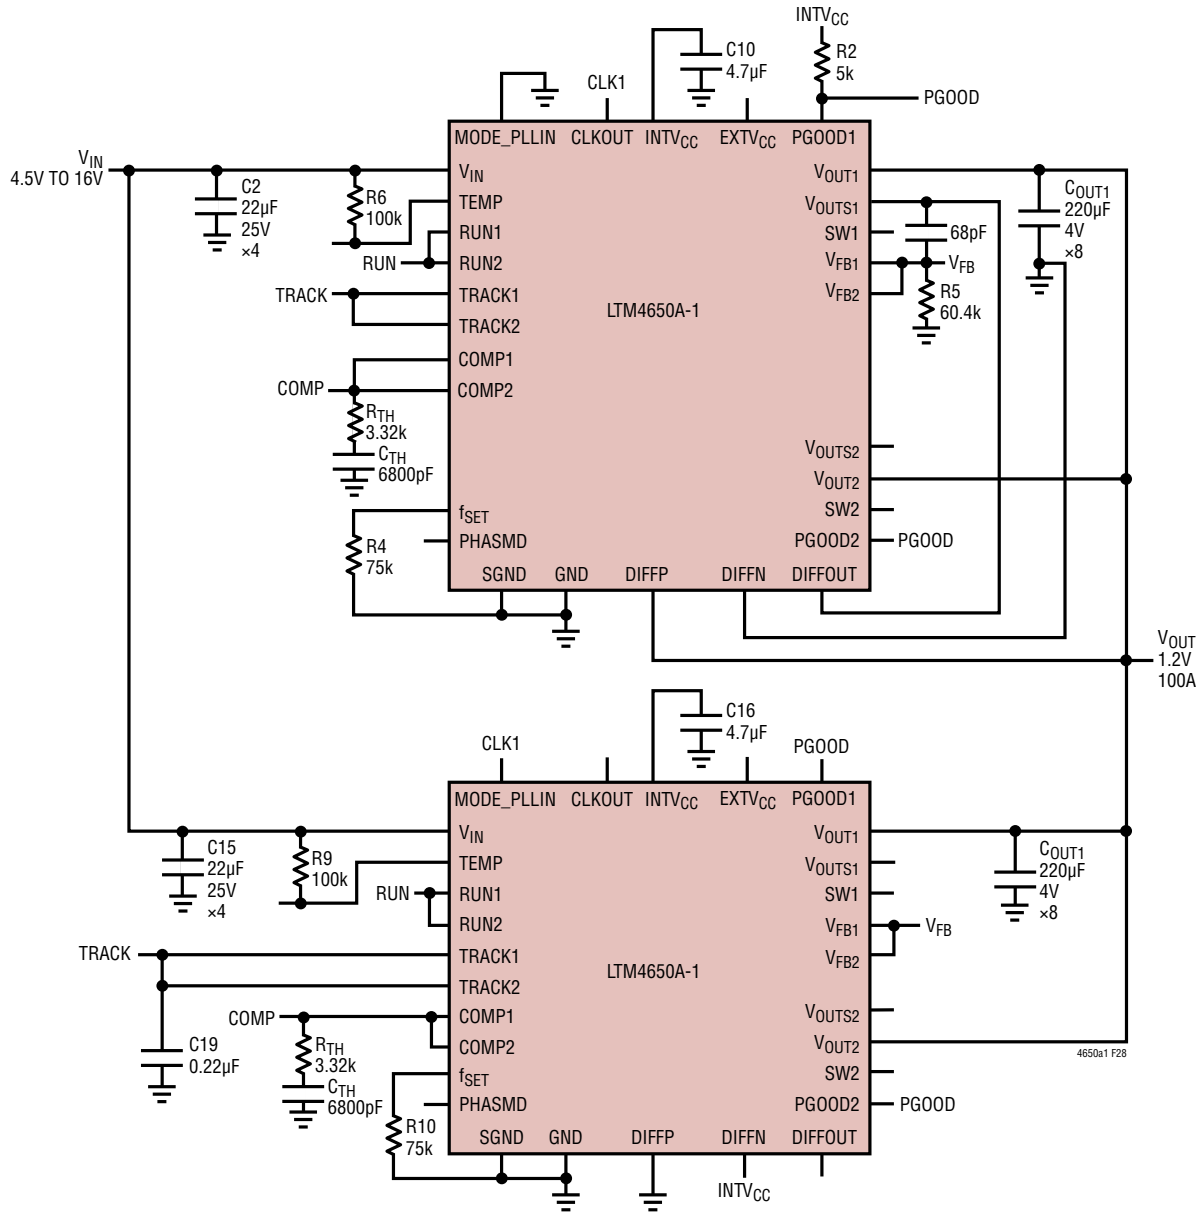 INTVCC
R2
5k
PGOOD
C10
4.7µF
CLK1
MODE_PLLIN CLKOUT INTVCC EXTVCC PGOOD1
VIN
4.5V TO 16V
C2
22µF
25V
×4
R6
100k
RUN
TRACK
COMP
RTH
3.32k
CTH
6800pF
R4
75k
VIN
TEMP
RUN1
RUN2
TRACK1
TRACK2
COMP1
COMP2
fSET
PHASMD
LTM4650A-1
VOUT1
VOUTS1
SW1
VFB1
VFB2
VOUTS2
VOUT2
SW2
PGOOD2
PGOOD
SGND GND DIFFP DIFFN DIFFOUT
68pF
VFB
R5
60.4k
COUT1
220µF
4V
×8
VOUT
1.2V
100A
C16
4.7µF
CLK1
PGOOD
MODE_PLLIN CLKOUT INTVCC EXTVCC PGOOD1
C15
22µF
25V
×4
R9
100k
RUN
TRACK
COMP
C19
0.22µF
RTH
3.32k
CTH
6800pF
R10
75k
VIN
TEMP
RUN1
RUN2
TRACK1
TRACK2
COMP1
COMP2
fSET
PHASMD
LTM4650A-1
VOUT1
VOUTS1
SW1
VFB1
VFB2
VOUTS2
VOUT2
SW2
PGOOD2
VFB
COUT1
220µF
4V
×8
4650a1 F28
PGOOD
SGND GND DIFFP DIFFN DIFFOUT
INTVCC